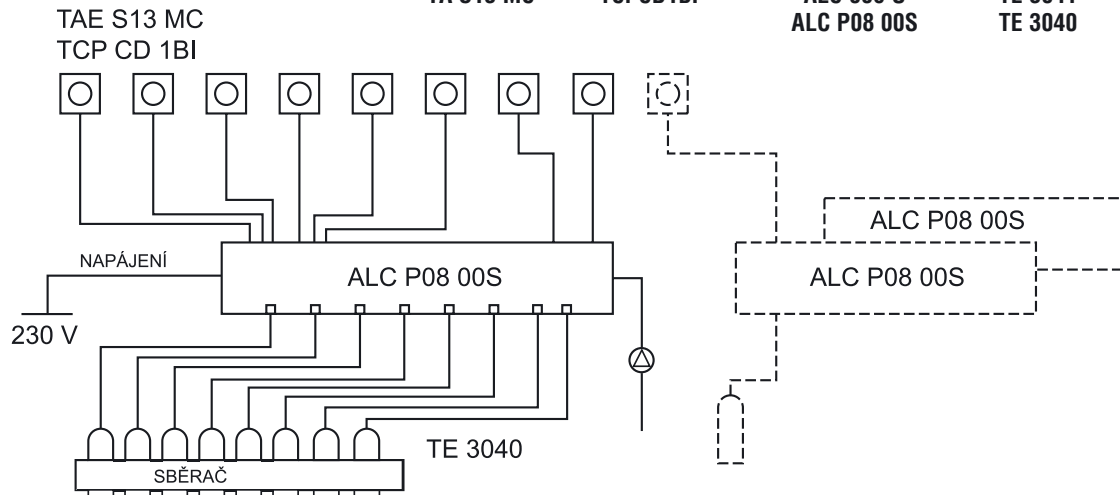 TAE S13 MC
TCP CD 1BI
ALC P08 00S TE 3040
ALC P08 00S
NAPÁJENÍ
ALC P08 00S
ALC P08 00S
230 V
TE 3040
SBĚRAČ